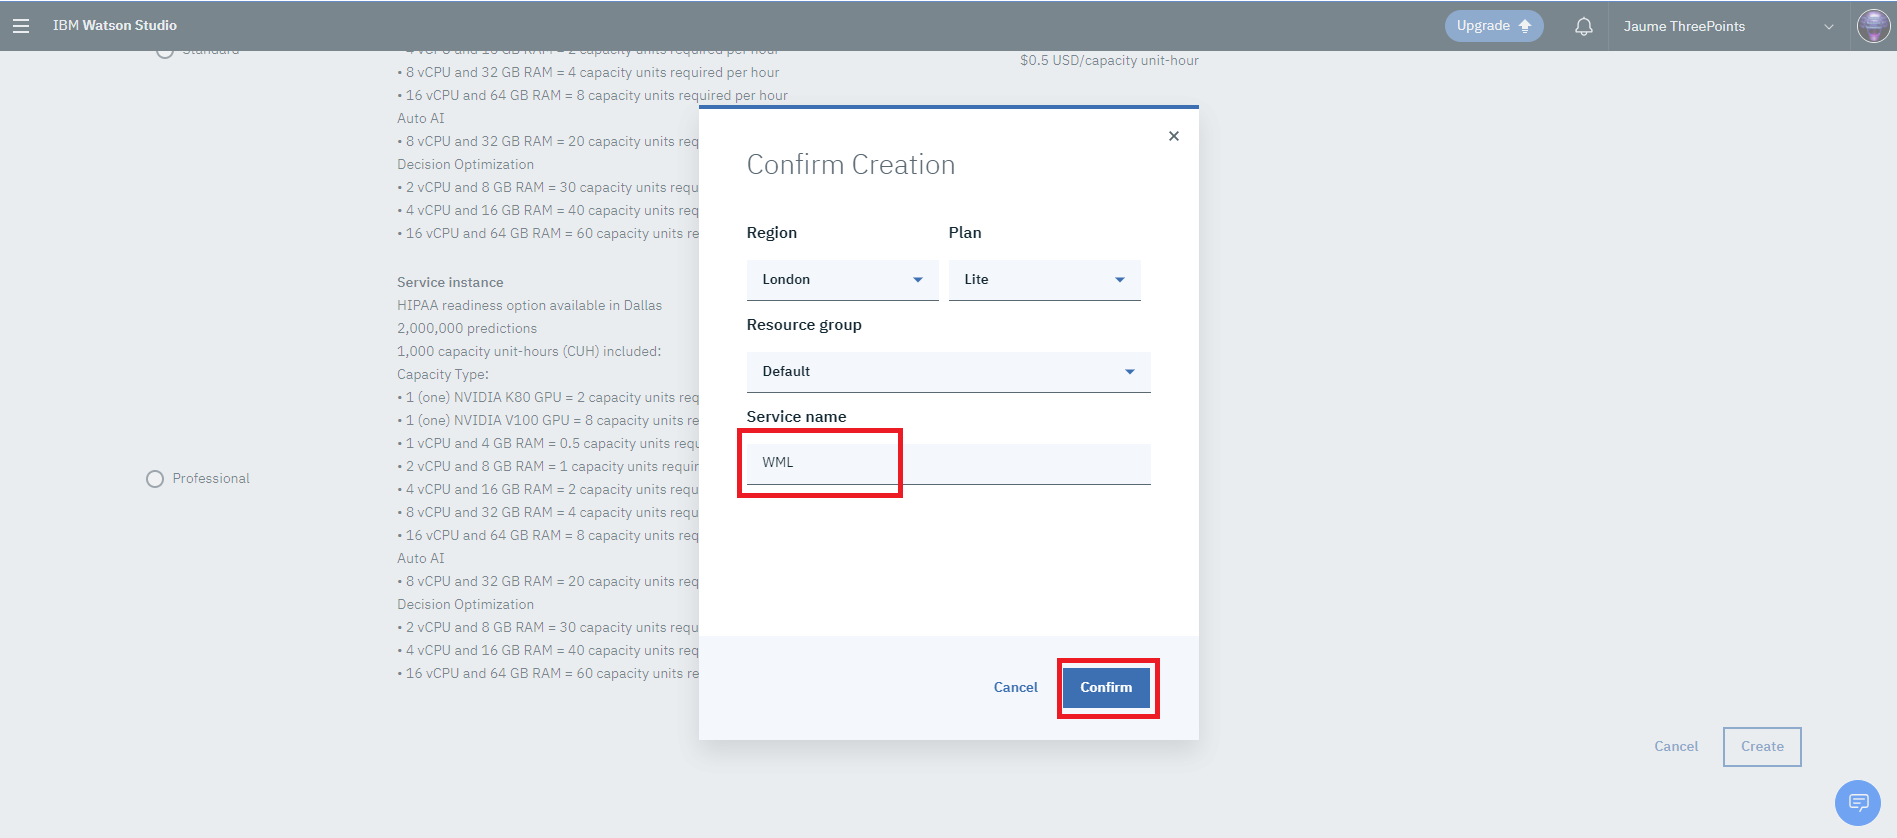 IBM Watson Studio
Upgrade
Jaume ThreePoints
Standard
• 4 vCPU and 16 GB RAM = 2 capacity units required per hour
$0.5 USD/capacity unit-hour
• 8 vCPU and 32 GB RAM = 4 capacity units required per hour
• 16 vCPU and 64 GB RAM = 8 capacity units required per hour
Auto AI
• 8 vCPU and 32 GB RAM = 20 capacity units req
Decision Optimization
• 2 vCPU and 8 GB RAM = 30 capacity units requ
• 4 vCPU and 16 GB RAM = 40 capacity units req
• 16 vCPU and 64 GB RAM = 60 capacity units re
Service instance
HIPAA readiness option available in Dallas
2,000,000 predictions
1,000 capacity unit-hours (CUH) included:
Capacity Type:
• 1 (one) NVIDIA K80 GPU = 2 capacity units req
• 1 (one) NVIDIA V100 GPU = 8 capacity units re
• 1 vCPU and 4 GB RAM = 0.5 capacity units requ
• 2 vCPU and 8 GB RAM = 1 capacity units requir
Professional
• 4 vCPU and 16 GB RAM = 2 capacity units requ
• 8 vCPU and 32 GB RAM = 4 capacity units requ
• 16 vCPU and 64 GB RAM = 8 capacity units req
Auto AI
• 8 vCPU and 32 GB RAM = 20 capacity units req
Decision Optimization
• 2 vCPU and 8 GB RAM = 30 capacity units requ
• 4 vCPU and 16 GB RAM = 40 capacity units req
• 16 vCPU and 64 GB RAM = 60 capacity units re
Confirm Creation
Region Plan
London Lite
Resource group
Default
Service name
WML
Cancel Confirm
Cancel Create